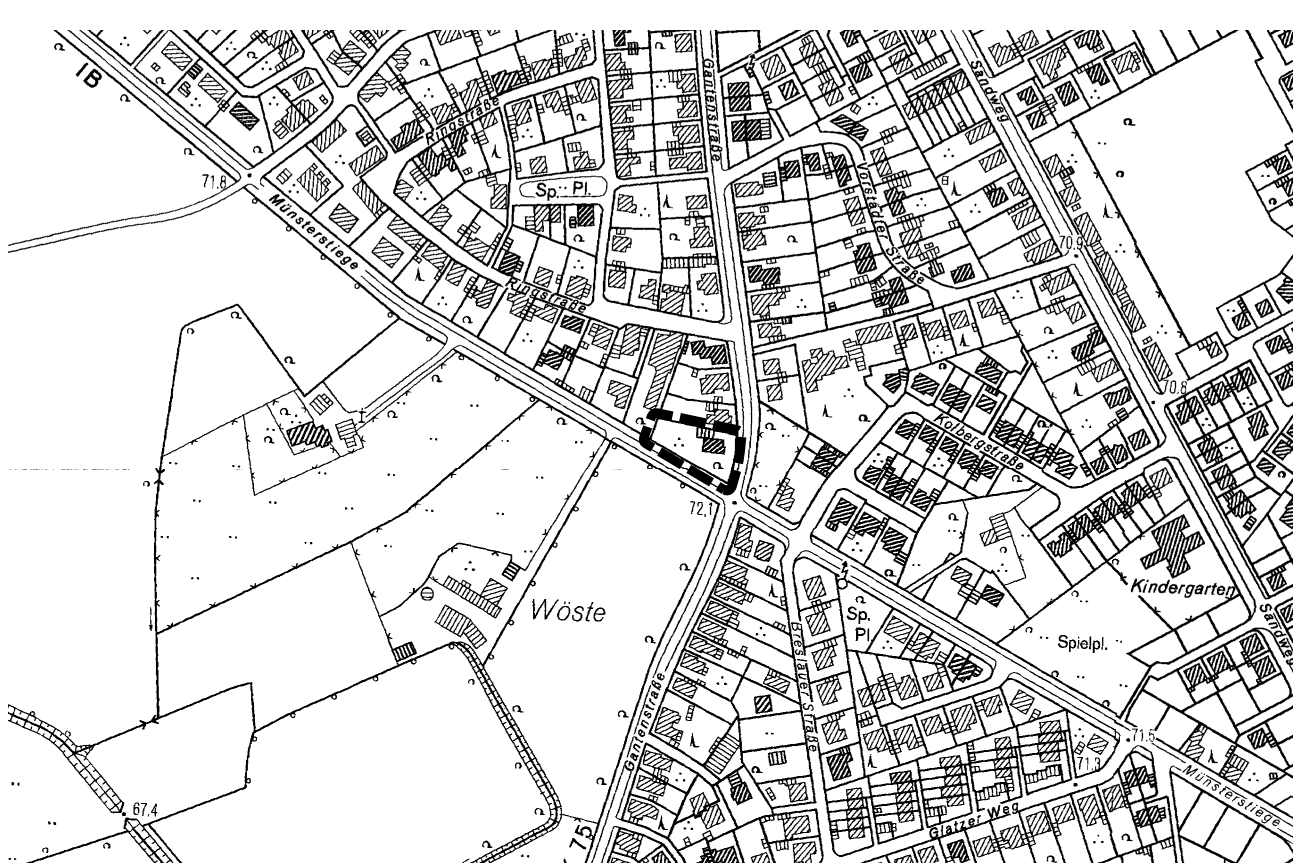 IB
Gantenstraße
Sandweg
Ringstraße
71.8
Sp. Pl.
Vorstädter Straße
Münsterstiege
70.9
Ringstraße
70.8
Kolbergstraße
72.1
Kindergarten
Wöste
Sp.
Pl.
Spielpl.
Sandweg
Breslauer Straße
Gantenstraße
71.5
71.3
Münsterstiege
67.4
Glatzer Weg
75